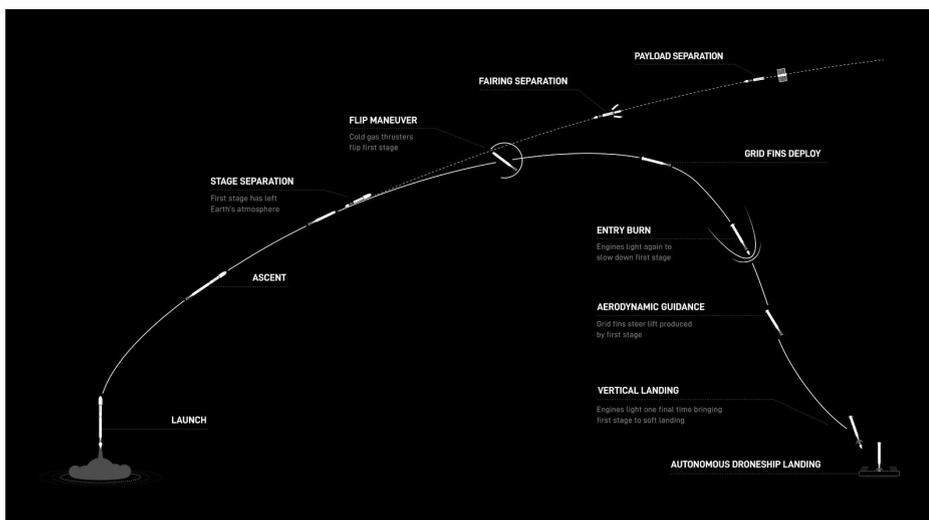 PAYLOAD SEPARATION
FAIRING SEPARATION
FLIP MANEUVER
Cold gas thrusters
flip first stage
GRID FINS DEPLOY
STAGE SEPARATION
First stage has left
Earth's atmosphere
ENTRY BURN
Engines light again to
slow down first stage
ASCENT
AERODYNAMIC GUIDANCE
Grid fins steer lift produced
by first stage
VERTICAL LANDING
Engines light one final time bringing
first stage to soft landing
LAUNCH
AUTONOMOUS DRONESHIP LANDING